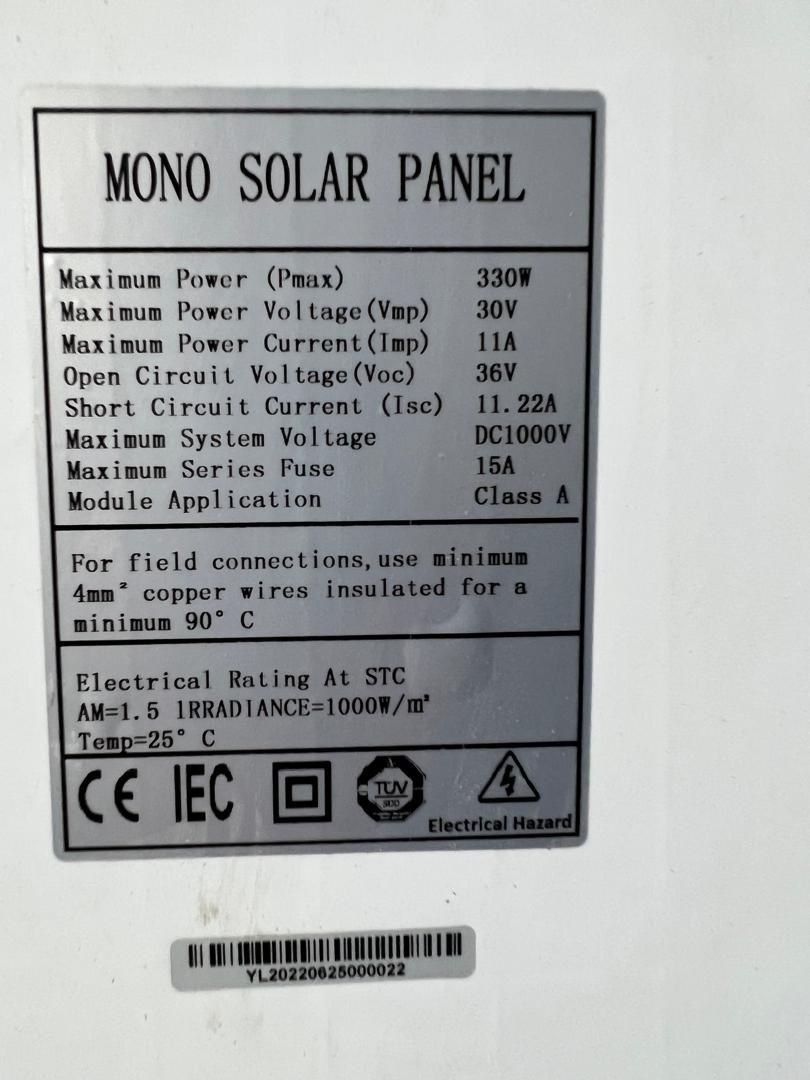 MONO SOLAR PANEL
Maximum Power (Pmax) 330W
Maximum Power Voltage(Vmp) 30V
Maximum Power Current(Imp) 11A
Open Circuit Voltage(Voc) 36V
Short Circuit Current (Isc) 11.22A
Maximum System Voltage DC1000V
Maximum Series Fuse 15A
Module Application Class A
For field connections,use minimum
4mm² copper wires insulated for a
minimum 90° C
Electrical Rating At STC
AM=1.5 1RRADIANCE=1000W/m²
Temp=25° C
CE IEC TÜV SÜD
Electrical Hazard
YL20220625000022